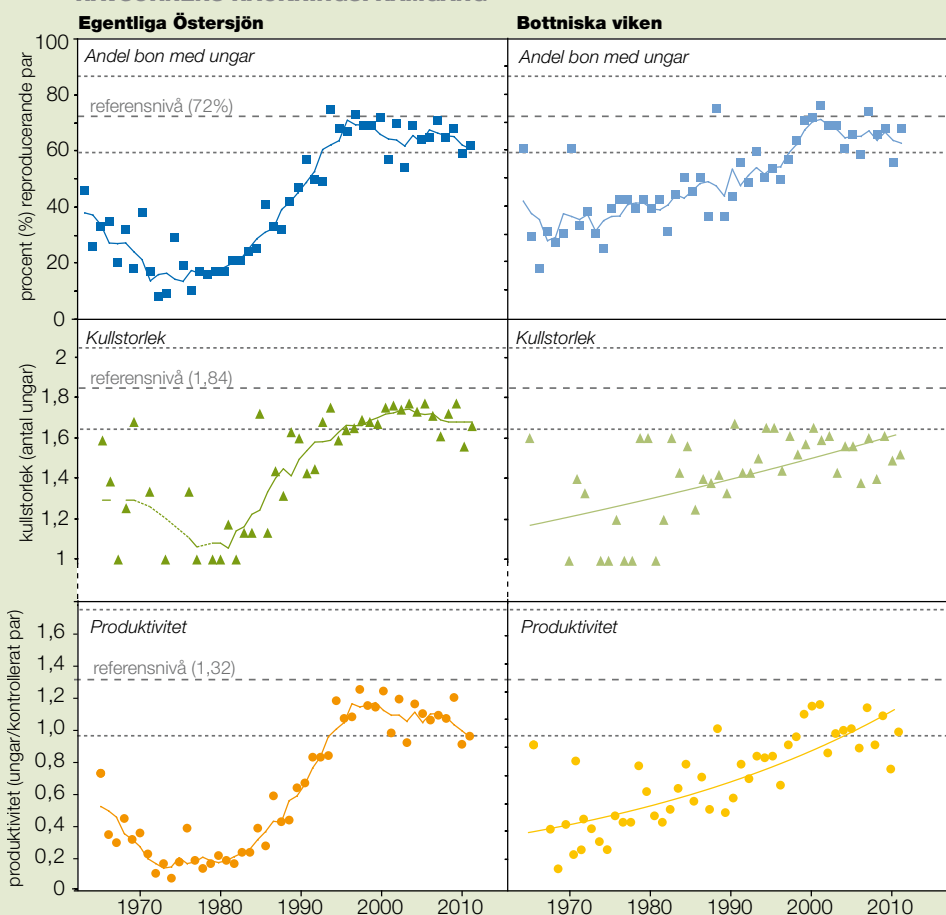 Egentliga Östersjön
Bottniska viken
procent (%) reproducerande par
100
80
60
40
20
0
Andel bon med ungar
referensnivå (72%)
Andel bon med ungar
kullstorlek (antal ungar)
2
1,8
1,6
1,4
1,2
1
Kullstorlek
referensnivå (1,84)
Kullstorlek
produktivitet (ungar/kontrollerat par)
1,6
1,4
1,2
1,0
0,8
0,6
0,4
0,2
0
Produktivitet
referensnivå (1,32)
Produktivitet
1970 1980 1990 2000 2010
1970 1980 1990 2000 2010